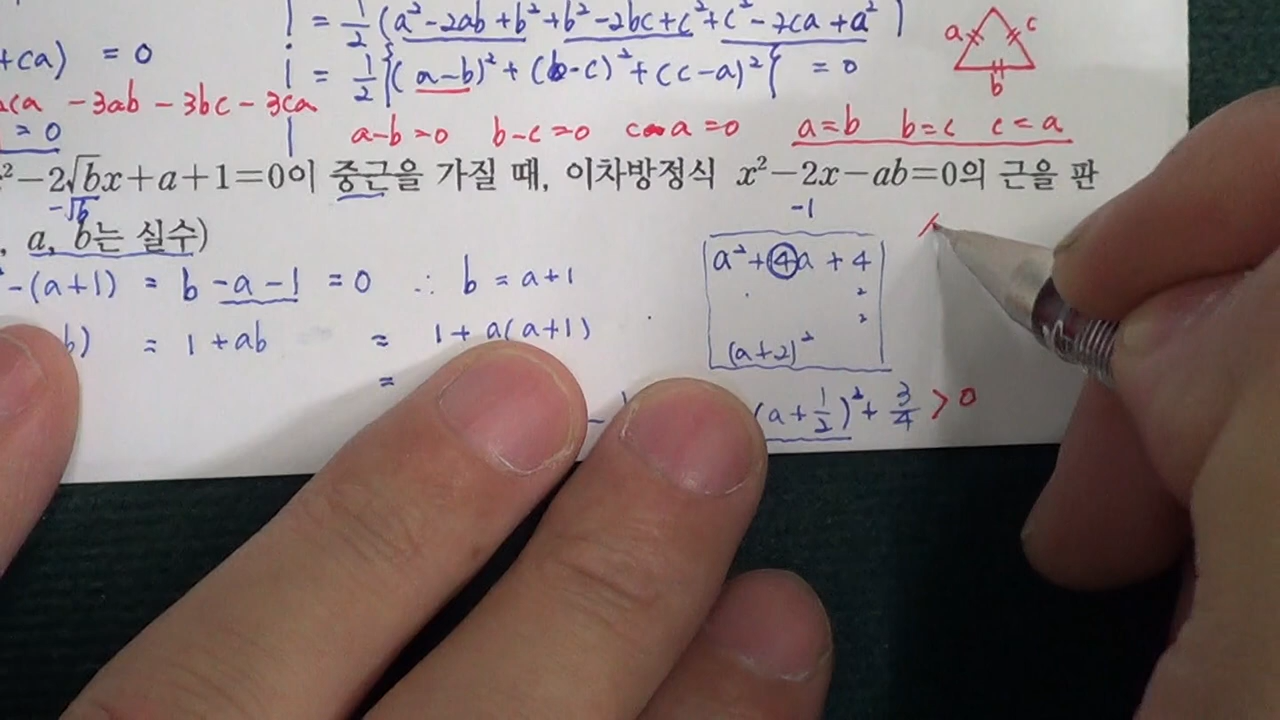 = 1/2 (a²-2ab+b²+b²-2bc+c²+c²-2ca+a²)
+ca) = 0
= 1/2{(a-b)²+(b-c)²+(c-a)²} = 0
a c b
ca -3ab -3bc -3ca
= 0
a-b=0 b-c=0 c-a=0 a=b b=c c=a
²-2√bx+a+1=0이 중근을 가질 때, 이차방정식 x²-2x-ab=0의 근을 판
-√b -1
, a, b는 실수)
a²+4a+4
-(a+1) = b-a-1 = 0 ∴ b = a+1
b) = 1+ab = 1+a(a+1)
(a+2)²
=
(a+1/2)²+3/4 > 0